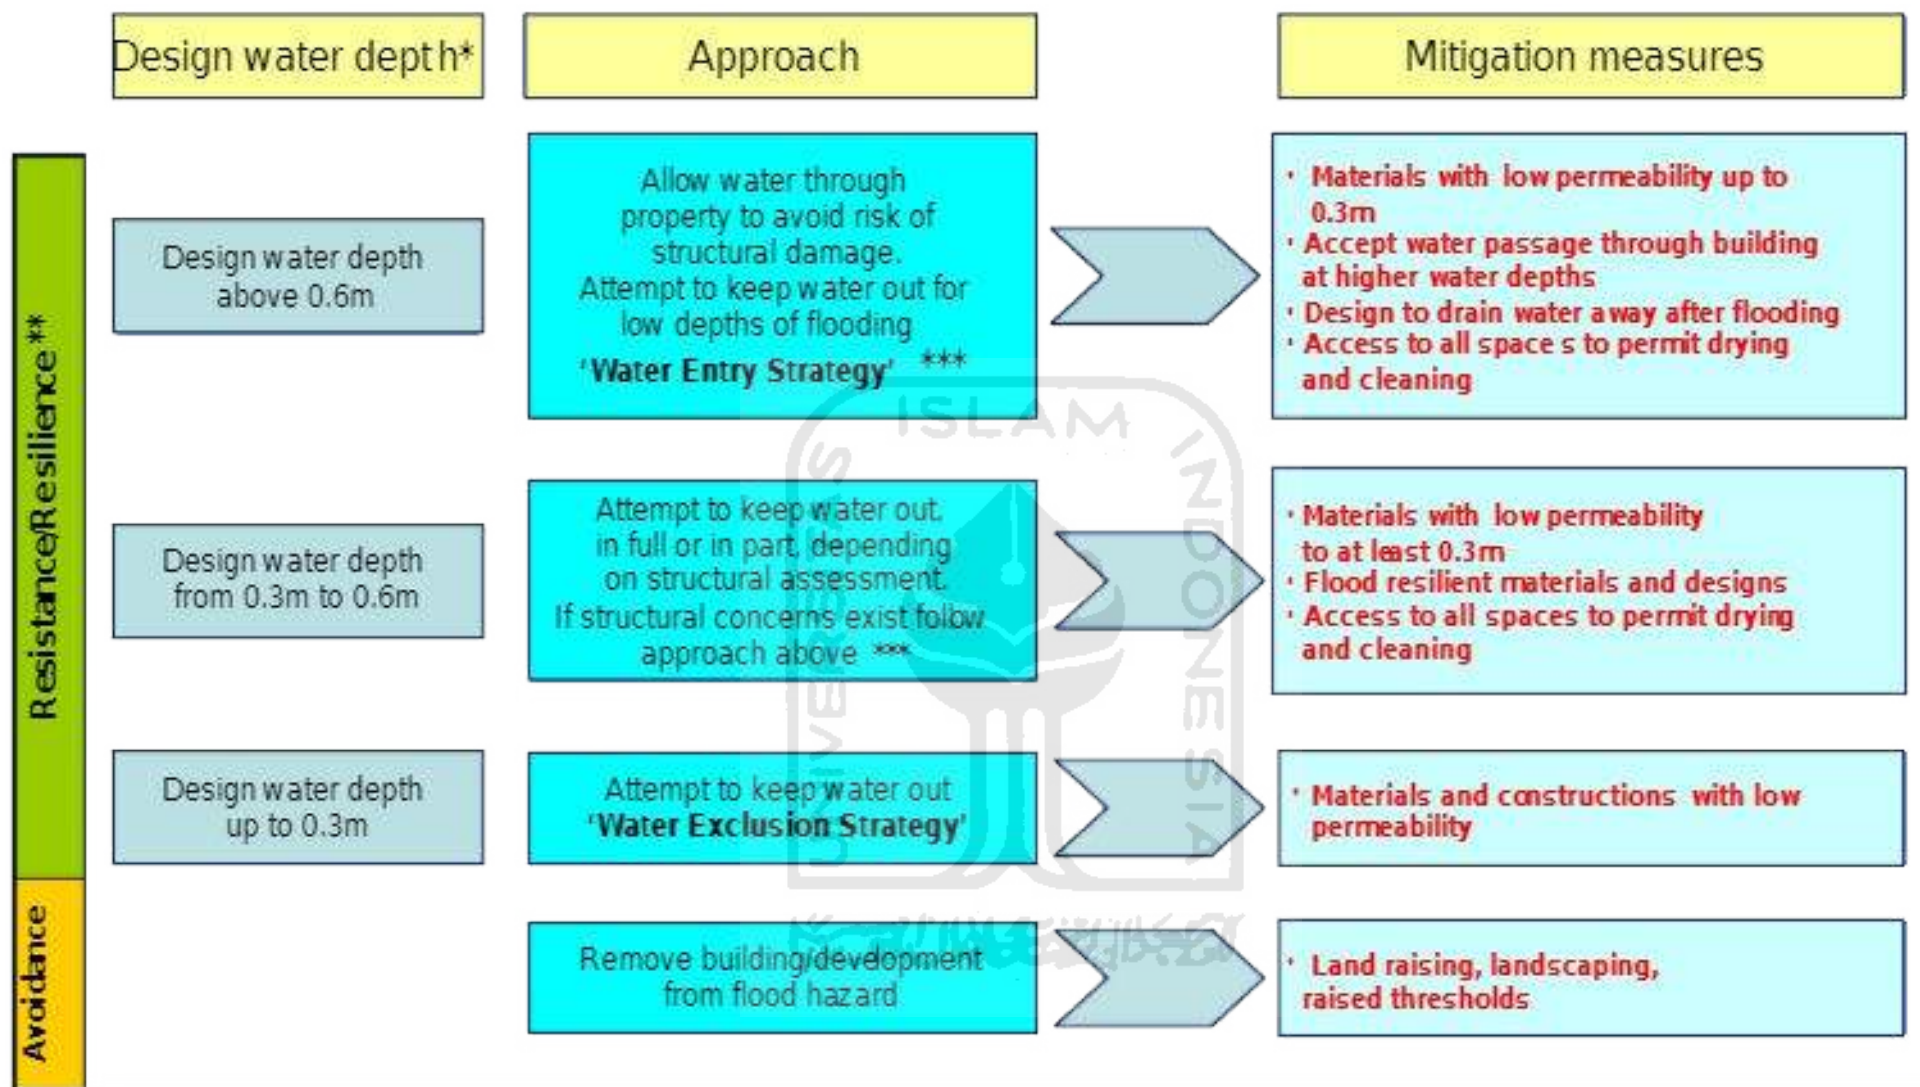 Design water depth*
Approach
Mitigation measures
Resistance/Resilience**
Design water depth
above 0.6m
Allow water through
property to avoid risk of
structural damage.
Attempt to keep water out for
low depths of flooding
'Water Entry Strategy' ***
· Materials with low permeability up to
0.3m
· Accept water passage through building
at higher water depths
· Design to drain water away after flooding
· Access to all space s to permit drying
and cleaning
Design water depth
from 0.3m to 0.6m
Attempt to keep water out,
in full or in part, depending
on structural assessment.
If structural concerns exist follow
approach above ***
· Materials with low permeability
to at least 0.3m
· Flood resilient materials and designs
· Access to all spaces to permit drying
and cleaning
Design water depth
up to 0.3m
Attempt to keep water out
'Water Exclusion Strategy'
· Materials and constructions with low
permeability
Avoidance
Remove building/development
from flood hazard
· Land raising, landscaping,
raised thresholds
UNIVERSITAS
ISLAM
INDONESIA